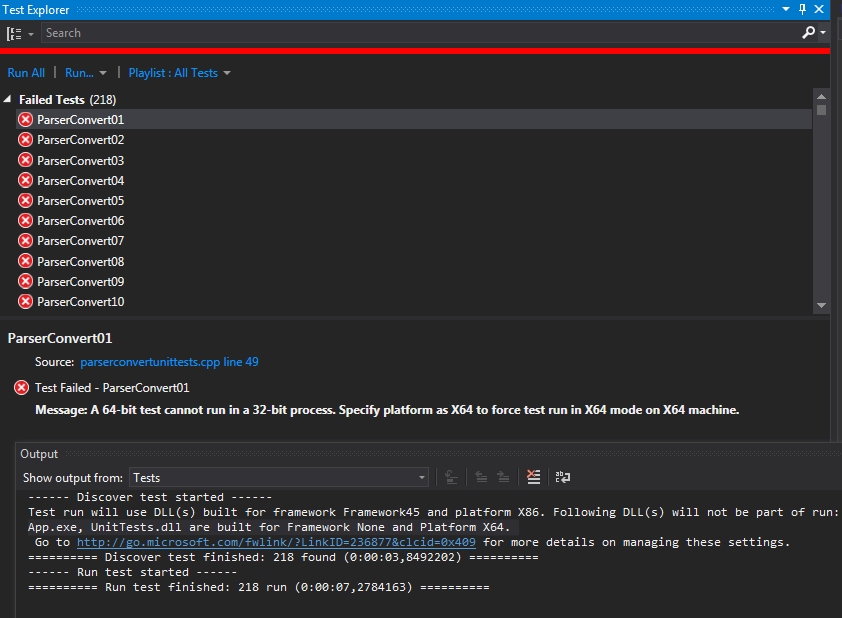 Test Explorer
Search
Run All | Run... | Playlist : All Tests
Failed Tests (218)
ParserConvert01
ParserConvert02
ParserConvert03
ParserConvert04
ParserConvert05
ParserConvert06
ParserConvert07
ParserConvert08
ParserConvert09
ParserConvert10
ParserConvert01
Source: parserconvertunittests.cpp line 49
Test Failed - ParserConvert01
Message: A 64-bit test cannot run in a 32-bit process. Specify platform as X64 to force test run in X64 mode on X64 machine.
Output
Show output from: Tests
------ Discover test started ------
Test run will use DLL(s) built for framework Framework45 and platform X86. Following DLL(s) will not be part of run:
App.exe, UnitTests.dll are built for Framework None and Platform X64.
Go to http://go.microsoft.com/fwlink/?LinkID=236877&clcid=0x409 for more details on managing these settings.
========== Discover test finished: 218 found (0:00:03,8492202) ==========
------ Run test started ------
========== Run test finished: 218 run (0:00:07,2784163) ==========